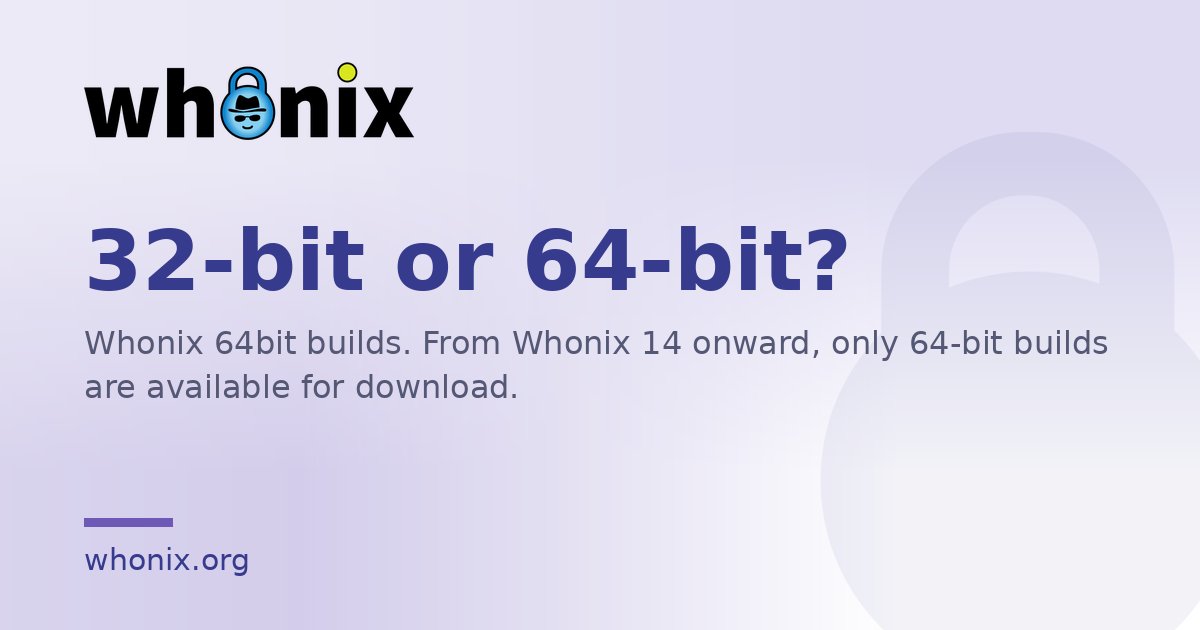 whonix
32-bit or 64-bit?
Whonix 64bit builds. From Whonix 14 onward, only 64-bit builds
are available for download.
whonix.org